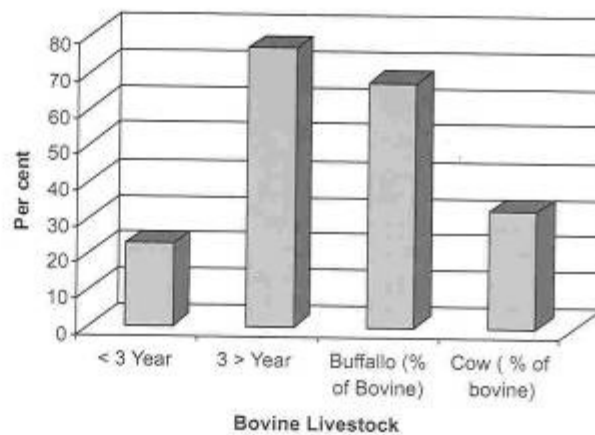 80
70
60
50
40
30
20
10
0
Per cent
< 3 Year
3 > Year
Buffallo (%
of Bovine)
Cow ( % of
bovine)
Bovine Livestock